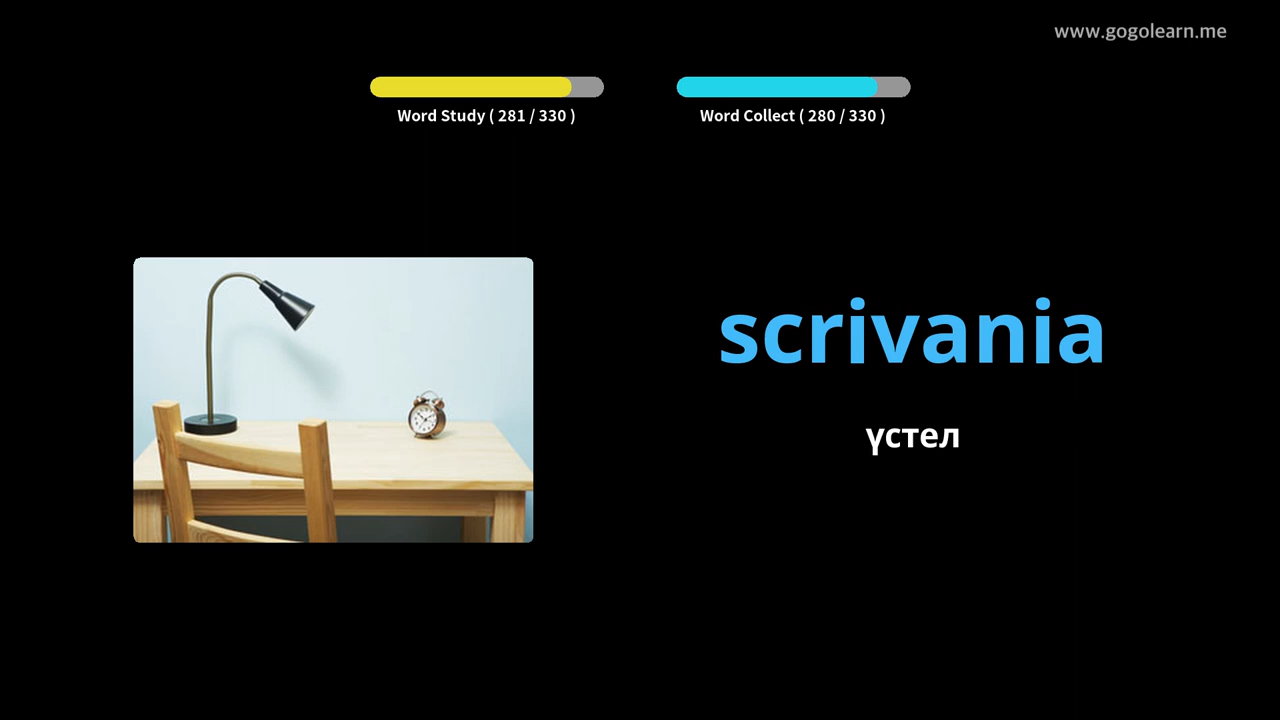 www.gogolearn.me
Word Study ( 281 / 330 )
Word Collect ( 280 / 330 )
scrivania
үстел